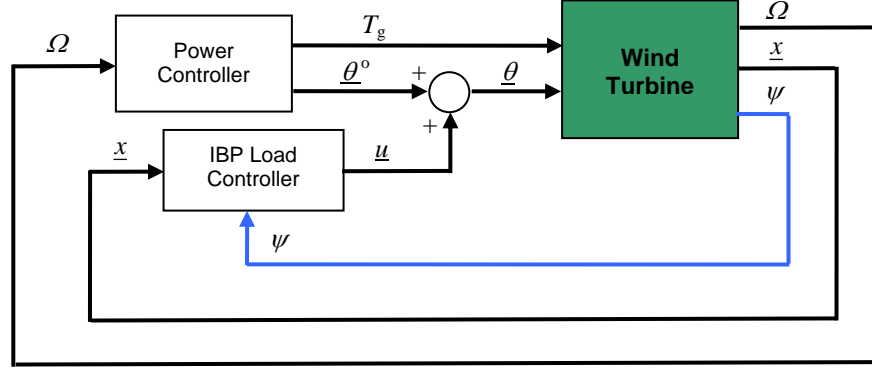 Ω
Power
Controller
T_g
θ^o
+
+
θ
Wind
Turbine
Ω
x
ψ
x
IBP Load
Controller
u
ψ